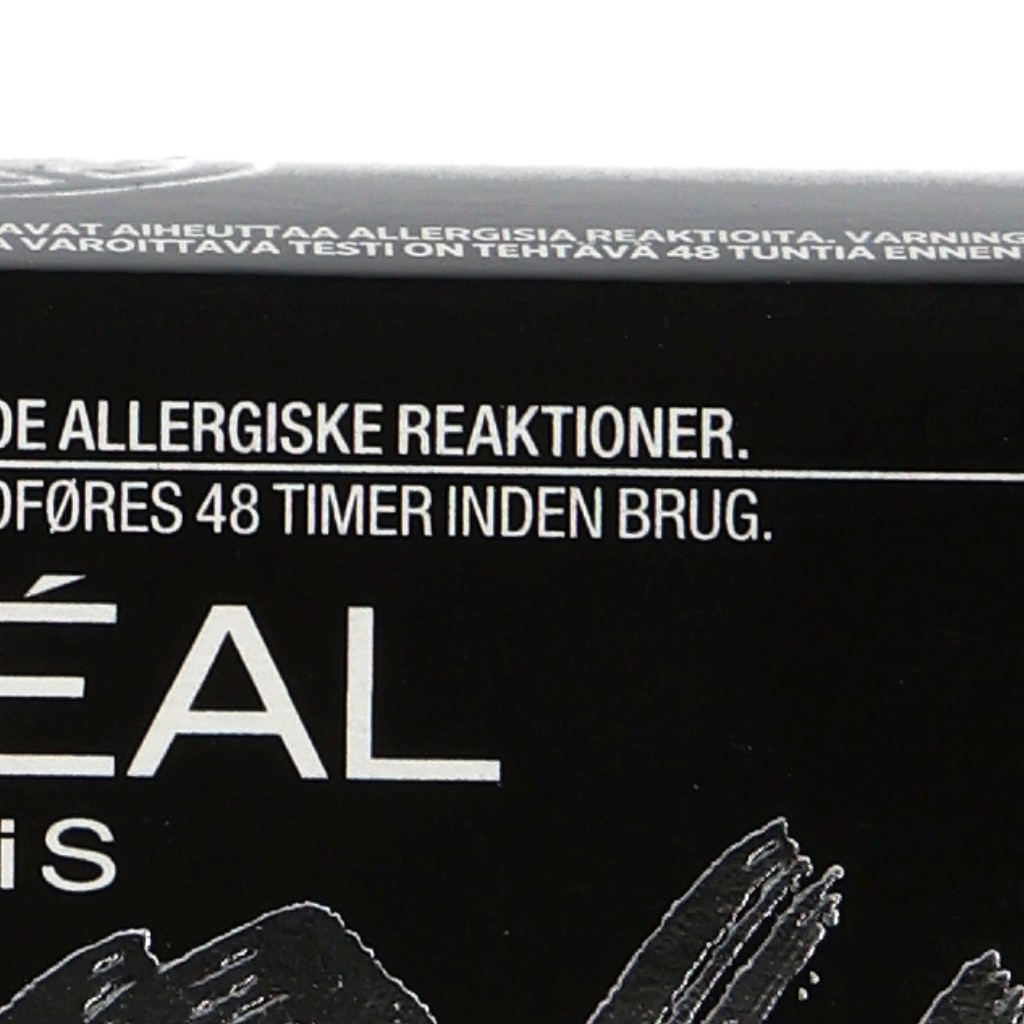 AVAT AIHEUTTAA ALLERGISIA REAKTIOITA. VARNING
A VAROITTAVA TESTI ON TEHTÄVÄ 48 TUNTIA ENNEN
DE ALLERGISKE REAKTIONER.
DFØRES 48 TIMER INDEN BRUG.
ÉAL
iS